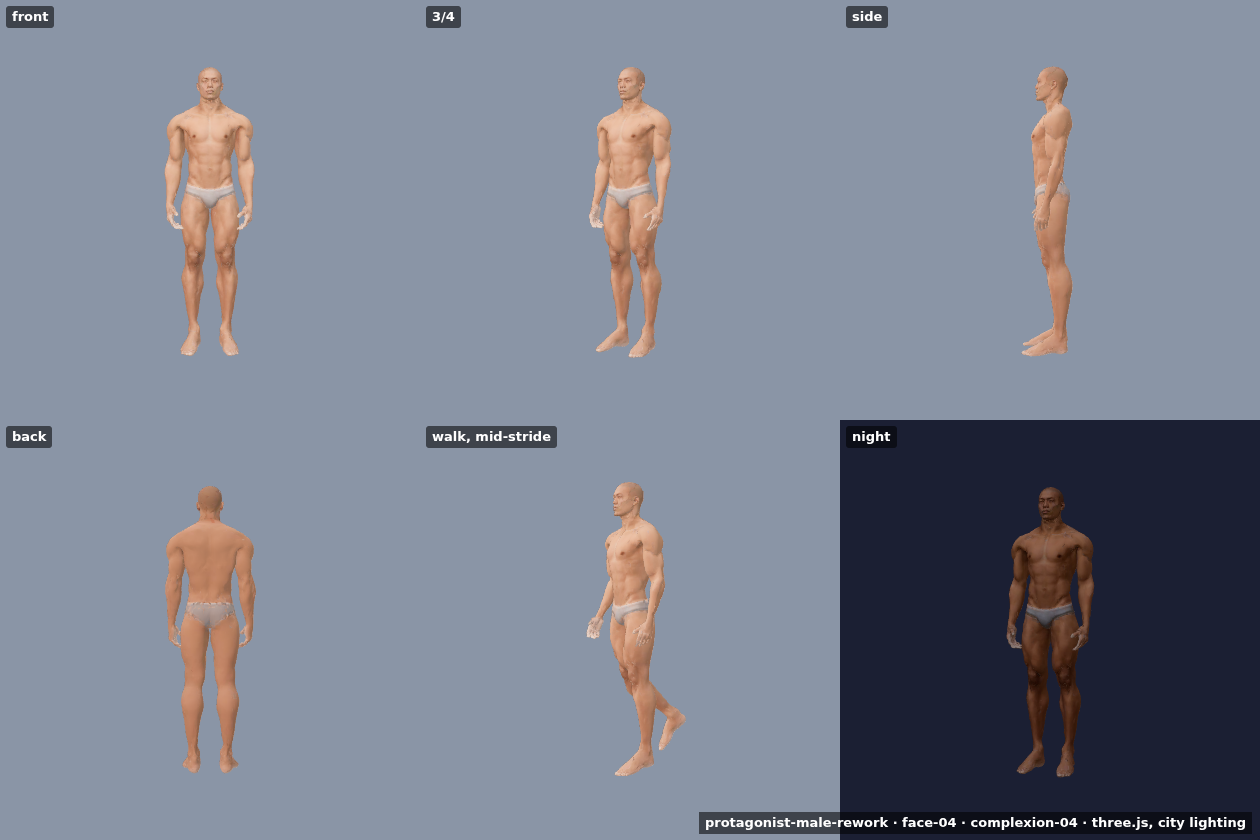 front
3/4
side
back
walk, mid-stride
night
protagonist-male-rework · face-04 · complexion-04 · three.js, city lighting